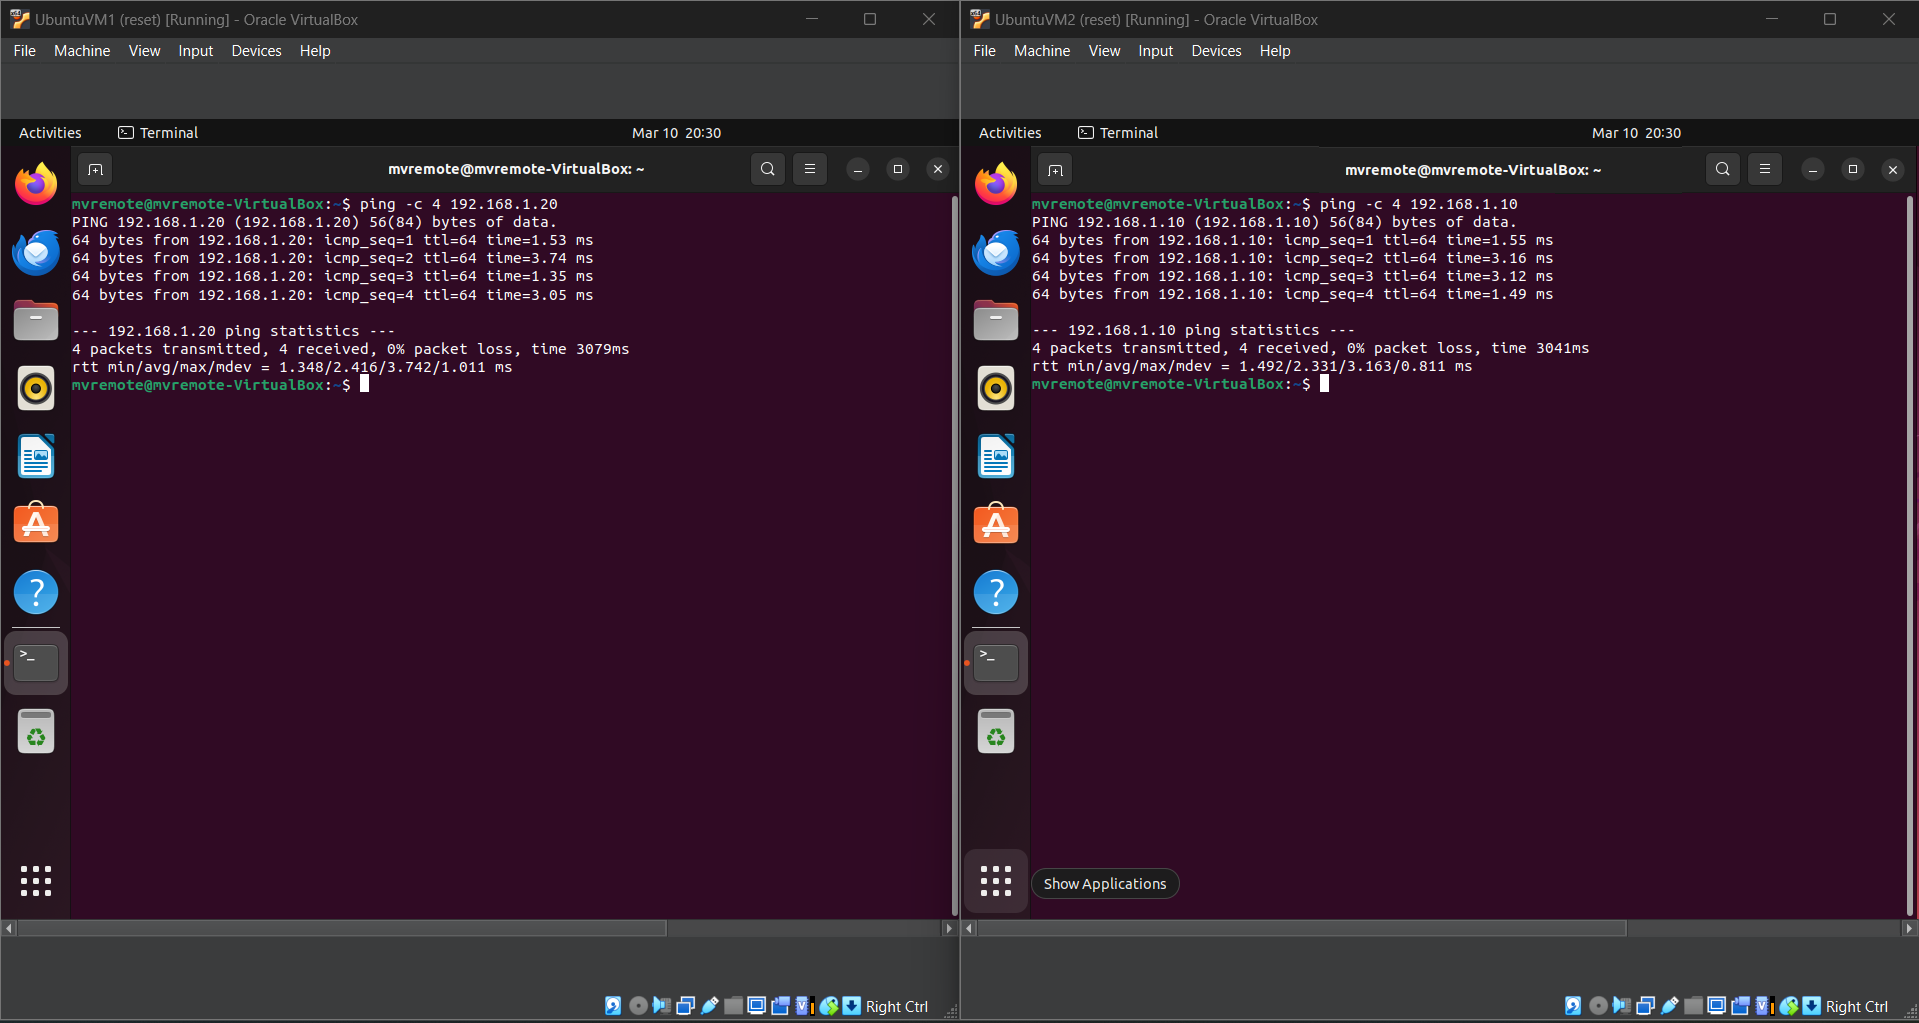 UbuntuVM1 (reset) [Running] - Oracle VirtualBox
File Machine View Input Devices Help
Activities Terminal Mar 10 20:30
mvremote@mvremote-VirtualBox: ~
mvremote@mvremote-VirtualBox:~$ ping -c 4 192.168.1.20
PING 192.168.1.20 (192.168.1.20) 56(84) bytes of data.
64 bytes from 192.168.1.20: icmp_seq=1 ttl=64 time=1.53 ms
64 bytes from 192.168.1.20: icmp_seq=2 ttl=64 time=3.74 ms
64 bytes from 192.168.1.20: icmp_seq=3 ttl=64 time=1.35 ms
64 bytes from 192.168.1.20: icmp_seq=4 ttl=64 time=3.05 ms
--- 192.168.1.20 ping statistics ---
4 packets transmitted, 4 received, 0% packet loss, time 3079ms
rtt min/avg/max/mdev = 1.348/2.416/3.742/1.011 ms
mvremote@mvremote-VirtualBox:~$
Right Ctrl
UbuntuVM2 (reset) [Running] - Oracle VirtualBox
File Machine View Input Devices Help
Activities Terminal Mar 10 20:30
mvremote@mvremote-VirtualBox: ~
mvremote@mvremote-VirtualBox:~$ ping -c 4 192.168.1.10
PING 192.168.1.10 (192.168.1.10) 56(84) bytes of data.
64 bytes from 192.168.1.10: icmp_seq=1 ttl=64 time=1.55 ms
64 bytes from 192.168.1.10: icmp_seq=2 ttl=64 time=3.16 ms
64 bytes from 192.168.1.10: icmp_seq=3 ttl=64 time=3.12 ms
64 bytes from 192.168.1.10: icmp_seq=4 ttl=64 time=1.49 ms
--- 192.168.1.10 ping statistics ---
4 packets transmitted, 4 received, 0% packet loss, time 3041ms
rtt min/avg/max/mdev = 1.492/2.331/3.163/0.811 ms
mvremote@mvremote-VirtualBox:~$
Show Applications
Right Ctrl